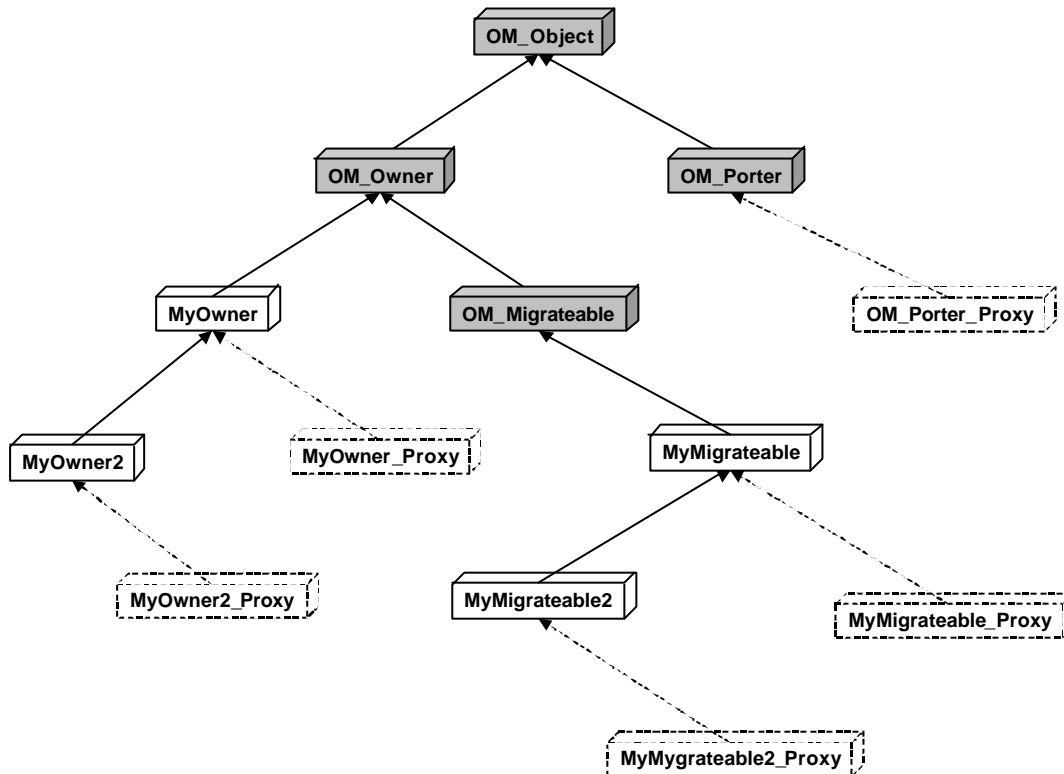 OM_Object
OM_Owner
OM_Porter
MyOwner
OM_Migrateable
OM_Porter_Proxy
MyOwner2
MyOwner_Proxy
MyMigrateable
MyOwner2_Proxy
MyMigrateable2
MyMigrateable_Proxy
MyMygrateable2_Proxy